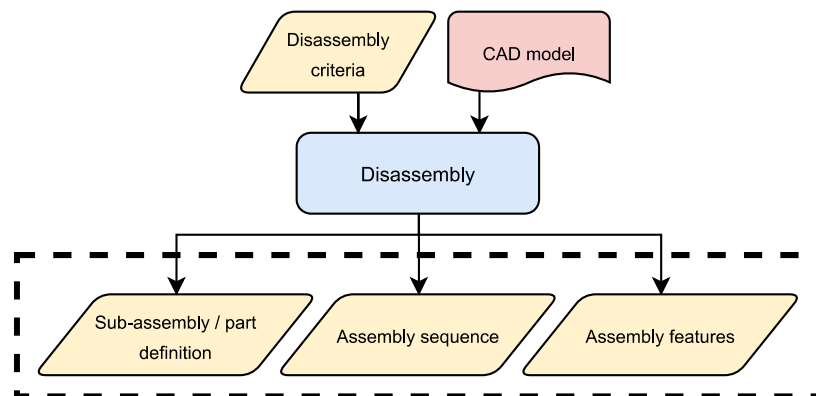 Disassembly
criteria
CAD model
Disassembly
Sub-assembly / part
definition
Assembly sequence
Assembly features